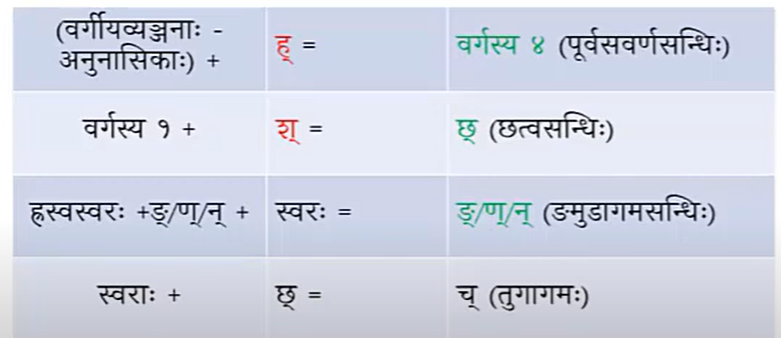 (वर्गीयव्यञ्जनाः -
अनुनासिकाः) + ह् = वर्गस्य ४ (पूर्वसवर्णसन्धिः)
वर्गस्य १ + श् = छ् (छत्वसन्धिः)
ह्रस्वस्वरः +ङ्/ण्/न् + स्वरः = ङ्/ण्/न् (ङमुडागमसन्धिः)
स्वराः + छ् = च् (तुगागमः)